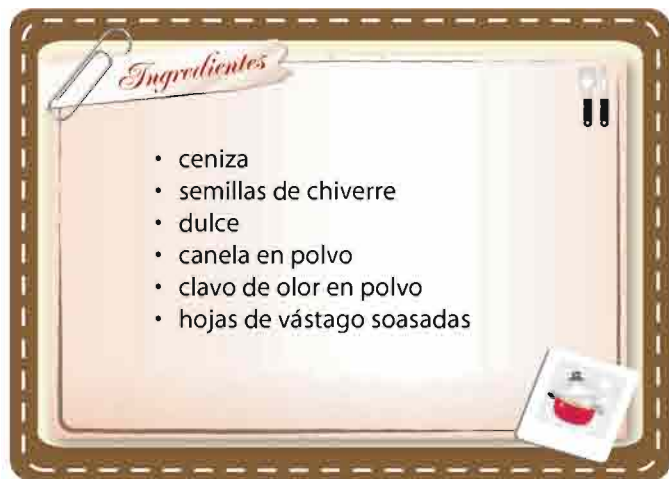 Ingredientes
• ceniza
• semillas de chiverre
• dulce
• canela en polvo
• clavo de olor en polvo
• hojas de vástago soasadas